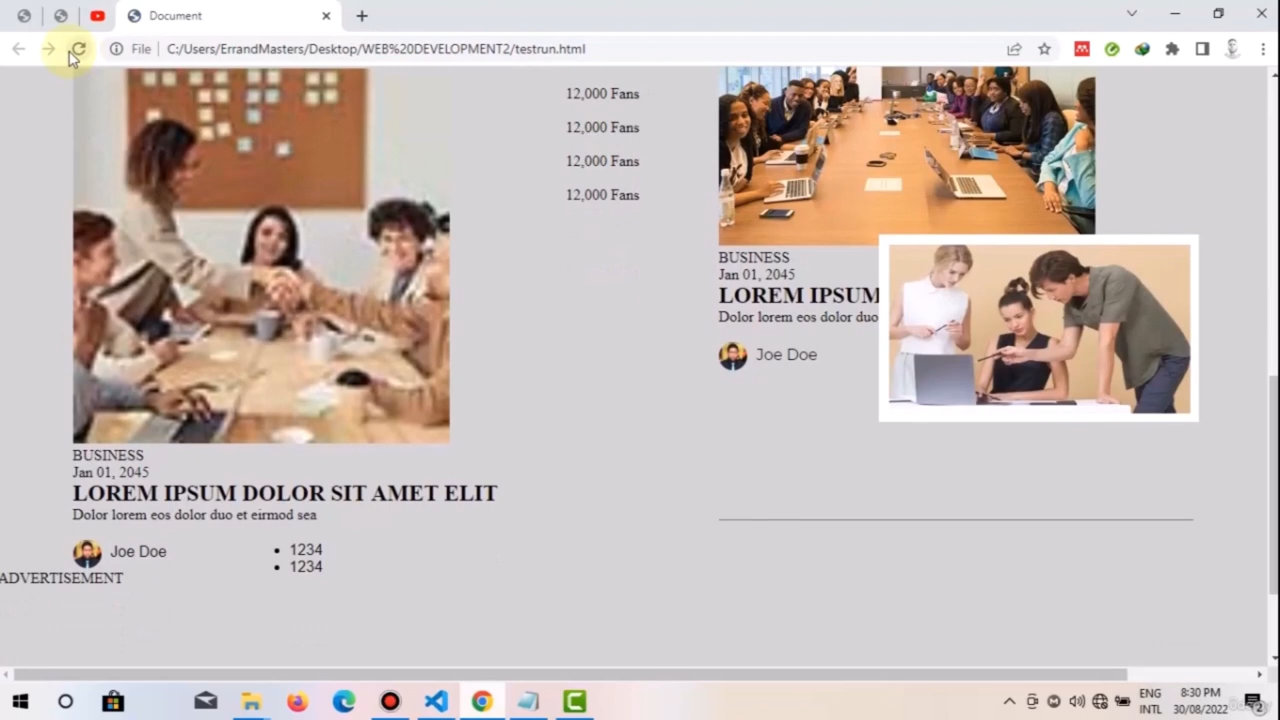 Document
File
C:/Users/ErrandMasters/Desktop/WEB%20DEVELOPMENT2/testrun.html
12,000 Fans
12,000 Fans
12,000 Fans
12,000 Fans
BUSINESS
Jan 01, 2045
LOREM IPSUM DOLOR SIT AMET ELIT
Dolor lorem eos dolor duo et eirmod sea
Joe Doe
1234
1234
ADVERTISEMENT
BUSINESS
Jan 01, 2045
LOREM IPSUM
Dolor lorem eos dolor duo
Joe Doe
ENG
INTL
8:30 PM
30/08/2022
2